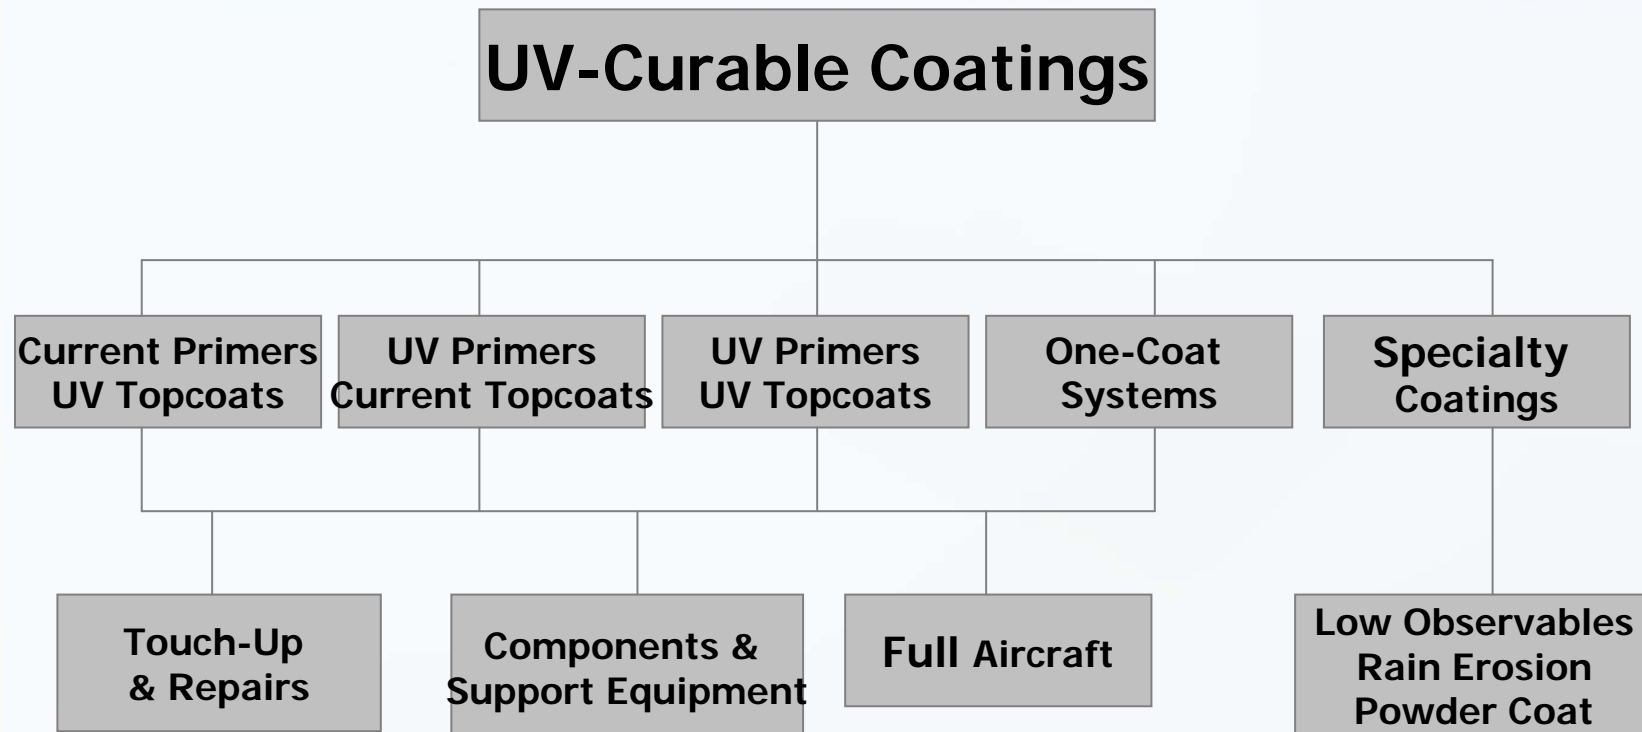 UV-Curable Coatings
Current Primers
UV Topcoats
UV Primers
Current Topcoats
UV Primers
UV Topcoats
One-Coat
Systems
Specialty
Coatings
Touch-Up
& Repairs
Components &
Support Equipment
Full Aircraft
Low Observables
Rain Erosion
Powder Coat